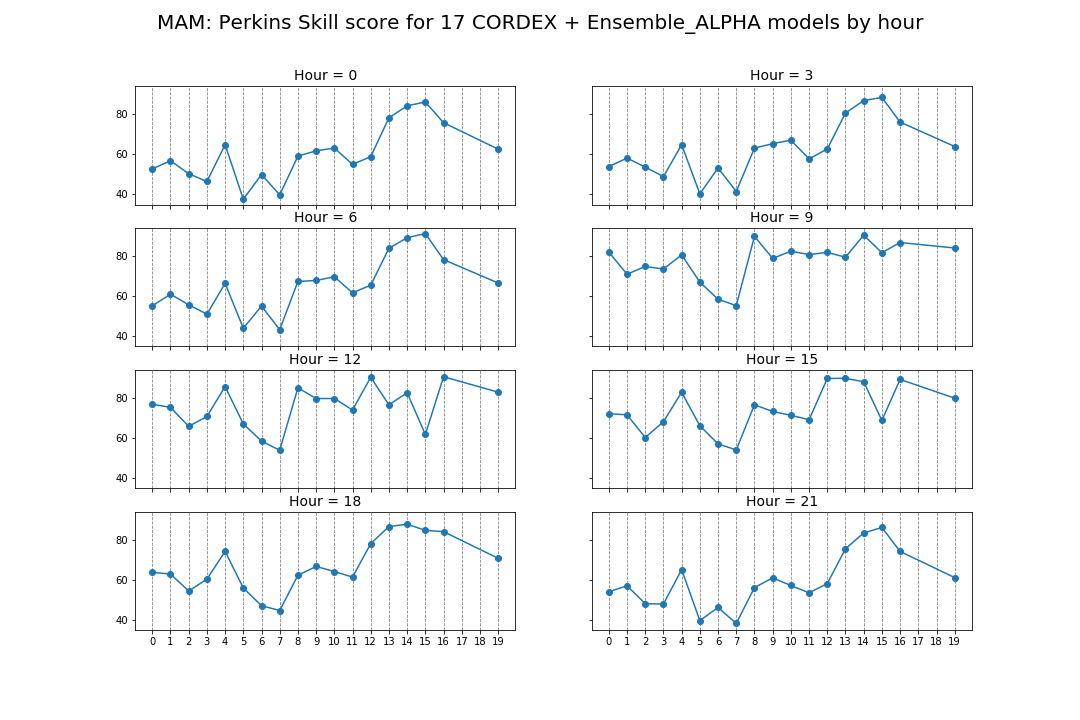 MAM: Perkins Skill score for 17 CORDEX + Ensemble_ALPHA models by hour
Hour = 0
Hour = 3
80
60
40
Hour = 6
Hour = 9
80
60
40
Hour = 12
Hour = 15
80
60
40
Hour = 18
Hour = 21
80
60
40
0 1 2 3 4 5 6 7 8 9 10 11 12 13 14 15 16 17 18 19
0 1 2 3 4 5 6 7 8 9 10 11 12 13 14 15 16 17 18 19